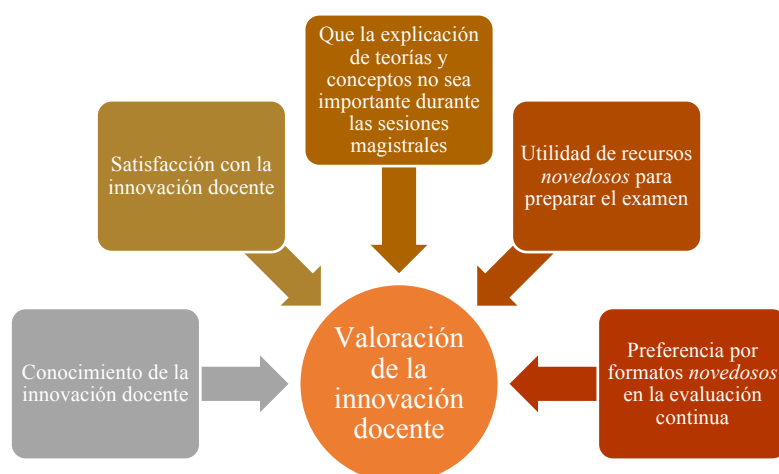 Que la explicación
de teorías y
conceptos no sea
importante durante
las sesiones
magistrales
Satisfacción con la
innovación docente
Utilidad de recursos
novedosos para
preparar el examen
Conocimiento de la
innovación docente
Valoración
de la
innovación
docente
Preferencia por
formatos novedosos
en la evaluación
continua